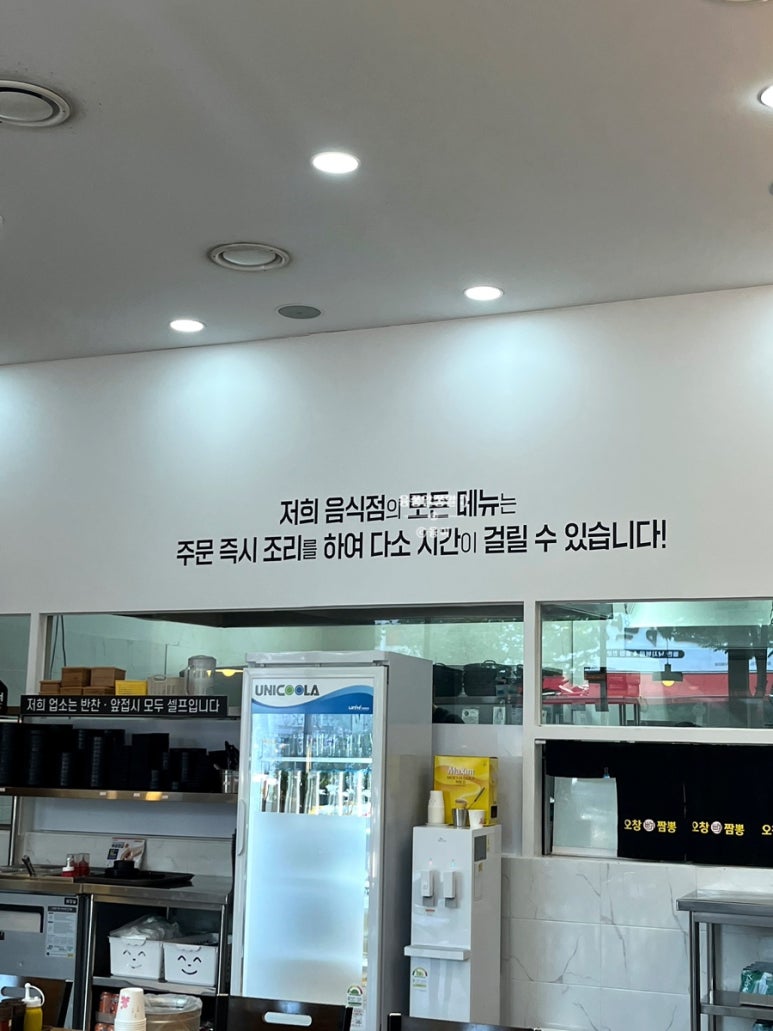 저희 음식점의 모든 메뉴는
주문 즉시 조리를 하여 다소 시간이 걸릴 수 있습니다!
UNICOOLA
저희 업소는 반찬 · 앞접시 모두 셀프입니다
Maxim
오창 짬뽕
오창 짬뽕
오창